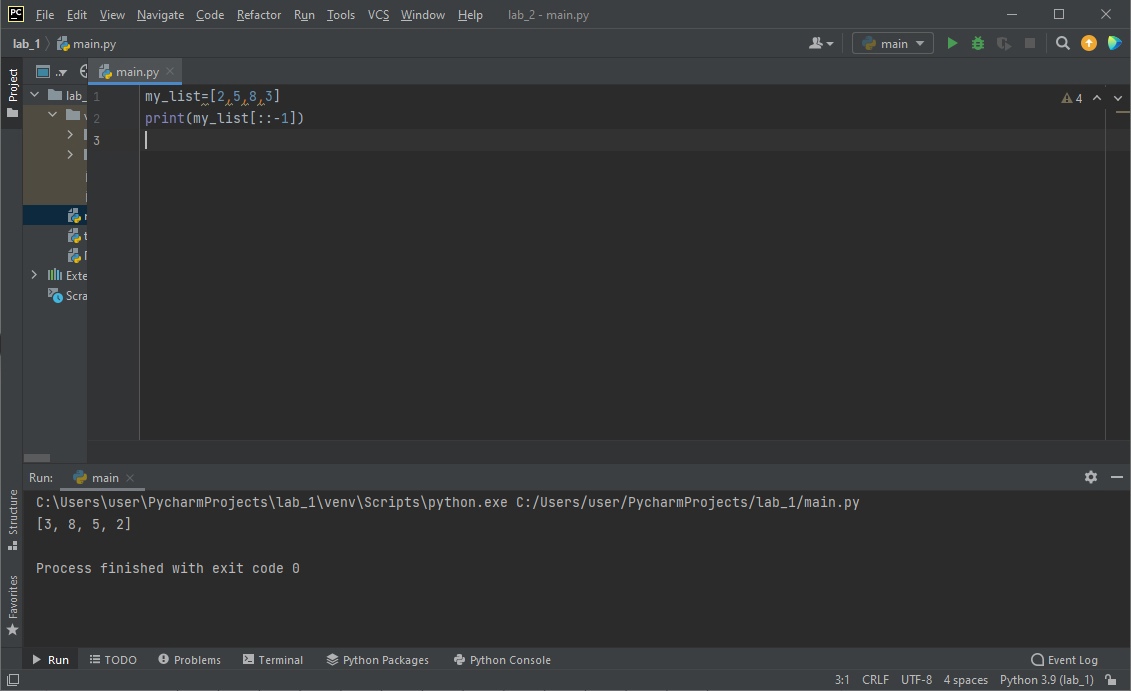 PC File Edit View Navigate Code Refactor Run Tools VCS Window Help lab_2 - main.py
lab_1 main.py main
Project
main.py
lab_
Exte
Scra
1 my_list=[2,5,8,3]
2 print(my_list[::-1])
3
4
Run: main
C:\Users\user\PycharmProjects\lab_1\venv\Scripts\python.exe C:/Users/user/PycharmProjects/lab_1/main.py
[3, 8, 5, 2]
Process finished with exit code 0
Structure
Favorites
Run TODO Problems Terminal Python Packages Python Console Event Log
3:1 CRLF UTF-8 4 spaces Python 3.9 (lab_1)